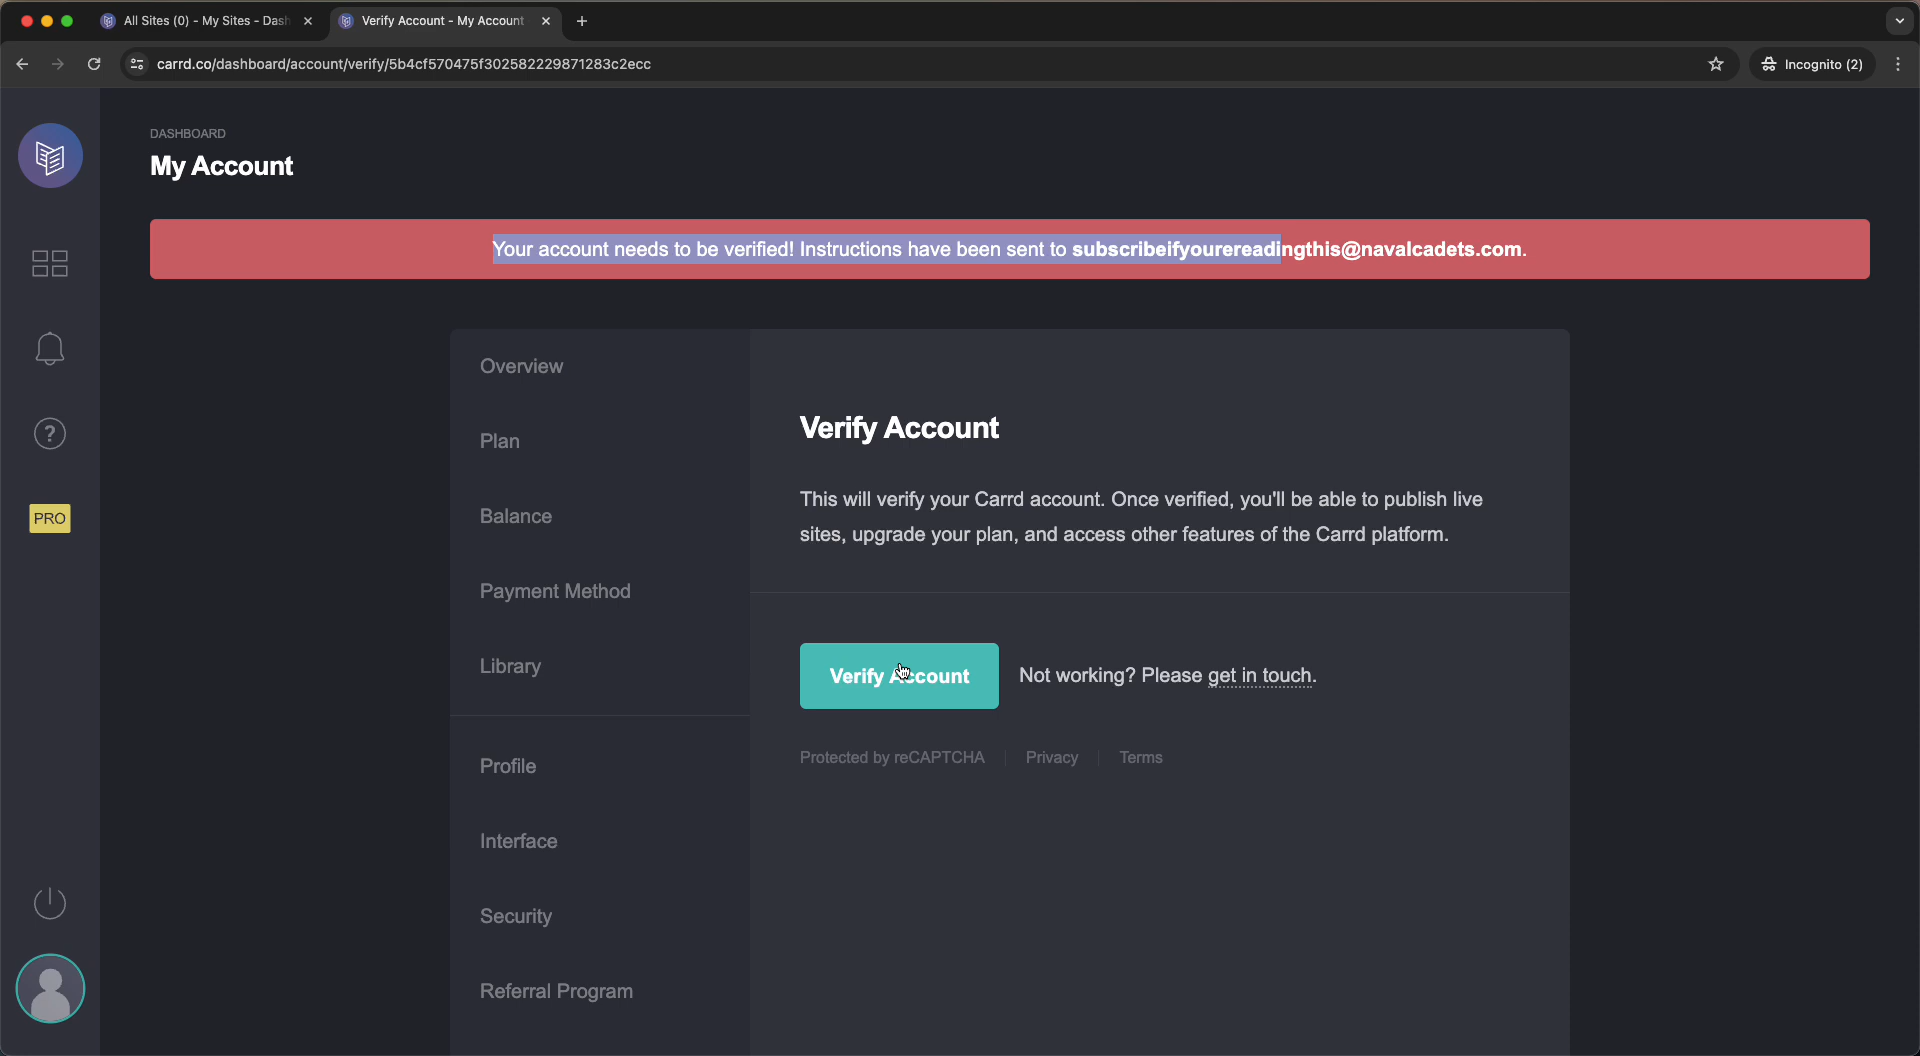 All Sites (0) - My Sites - Dash
Verify Account - My Account
carrd.co/dashboard/account/verify/5b4cf570475f302582229871283c2ecc
Incognito (2)
DASHBOARD
My Account
Your account needs to be verified! Instructions have been sent to subscribeifyourereadingthis@navalcadets.com.
Overview
Plan
Balance
Payment Method
Library
Profile
Interface
Security
Referral Program
PRO
Verify Account
This will verify your Carrd account. Once verified, you'll be able to publish live
sites, upgrade your plan, and access other features of the Carrd platform.
Verify Account
Not working? Please get in touch.
Protected by reCAPTCHA
Privacy
Terms